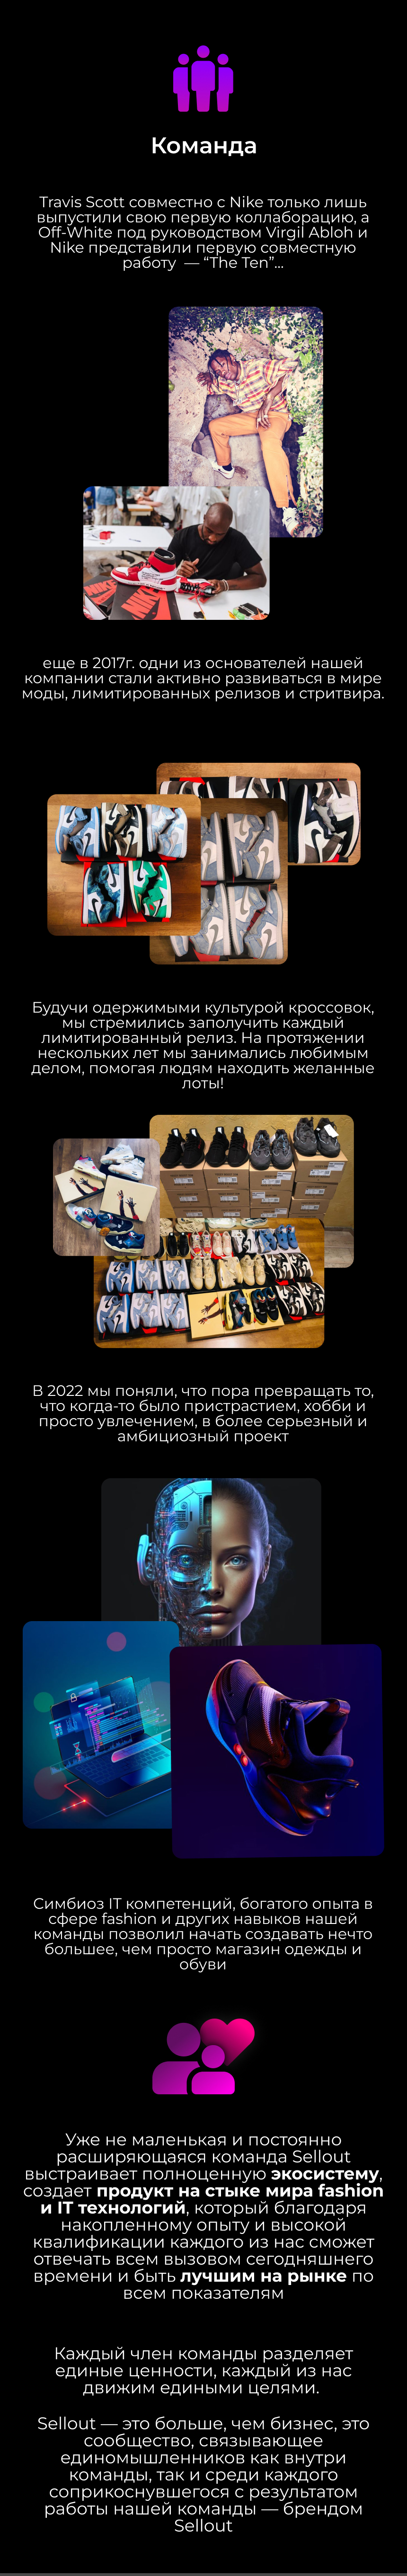 Команда
Travis Scott совместно с Nike только лишь
выпустили свою первую коллаборацию, а
Off-White под руководством Virgil Abloh и
Nike представили первую совместную
работу — “The Ten”...
еще в 2017г. одни из основателей нашей
компании стали активно развиваться в мире
моды, лимитированных релизов и стритвира.
Будучи одержимыми культурой кроссовок,
мы стремились заполучить каждый
лимитированный релиз. На протяжении
нескольких лет мы занимались любимым
делом, помогая людям находить желанные
лоты!
В 2022 мы поняли, что пора превращать то,
что когда-то было пристрастием, хобби и
просто увлечением, в более серьезный и
амбициозный проект
Симбиоз IT компетенций, богатого опыта в
сфере fashion и других навыков нашей
команды позволил начать создавать нечто
большее, чем просто магазин одежды и
обуви
Уже не маленькая и постоянно
расширяющаяся команда Sellout
выстраивает полноценную экосистему,
создает продукт на стыке мира fashion
и IT технологий, который благодаря
накопленному опыту и высокой
квалификации каждого из нас сможет
отвечать всем вызовом сегодняшнего
времени и быть лучшим на рынке по
всем показателям
Каждый член команды разделяет
единые ценности, каждый из нас
движим едиными целями.
Sellout — это больше, чем бизнес, это
сообщество, связывающее
единомышленников как внутри
команды, так и среди каждого
соприкоснувшегося с результатом
работы нашей команды — брендом
Sellout